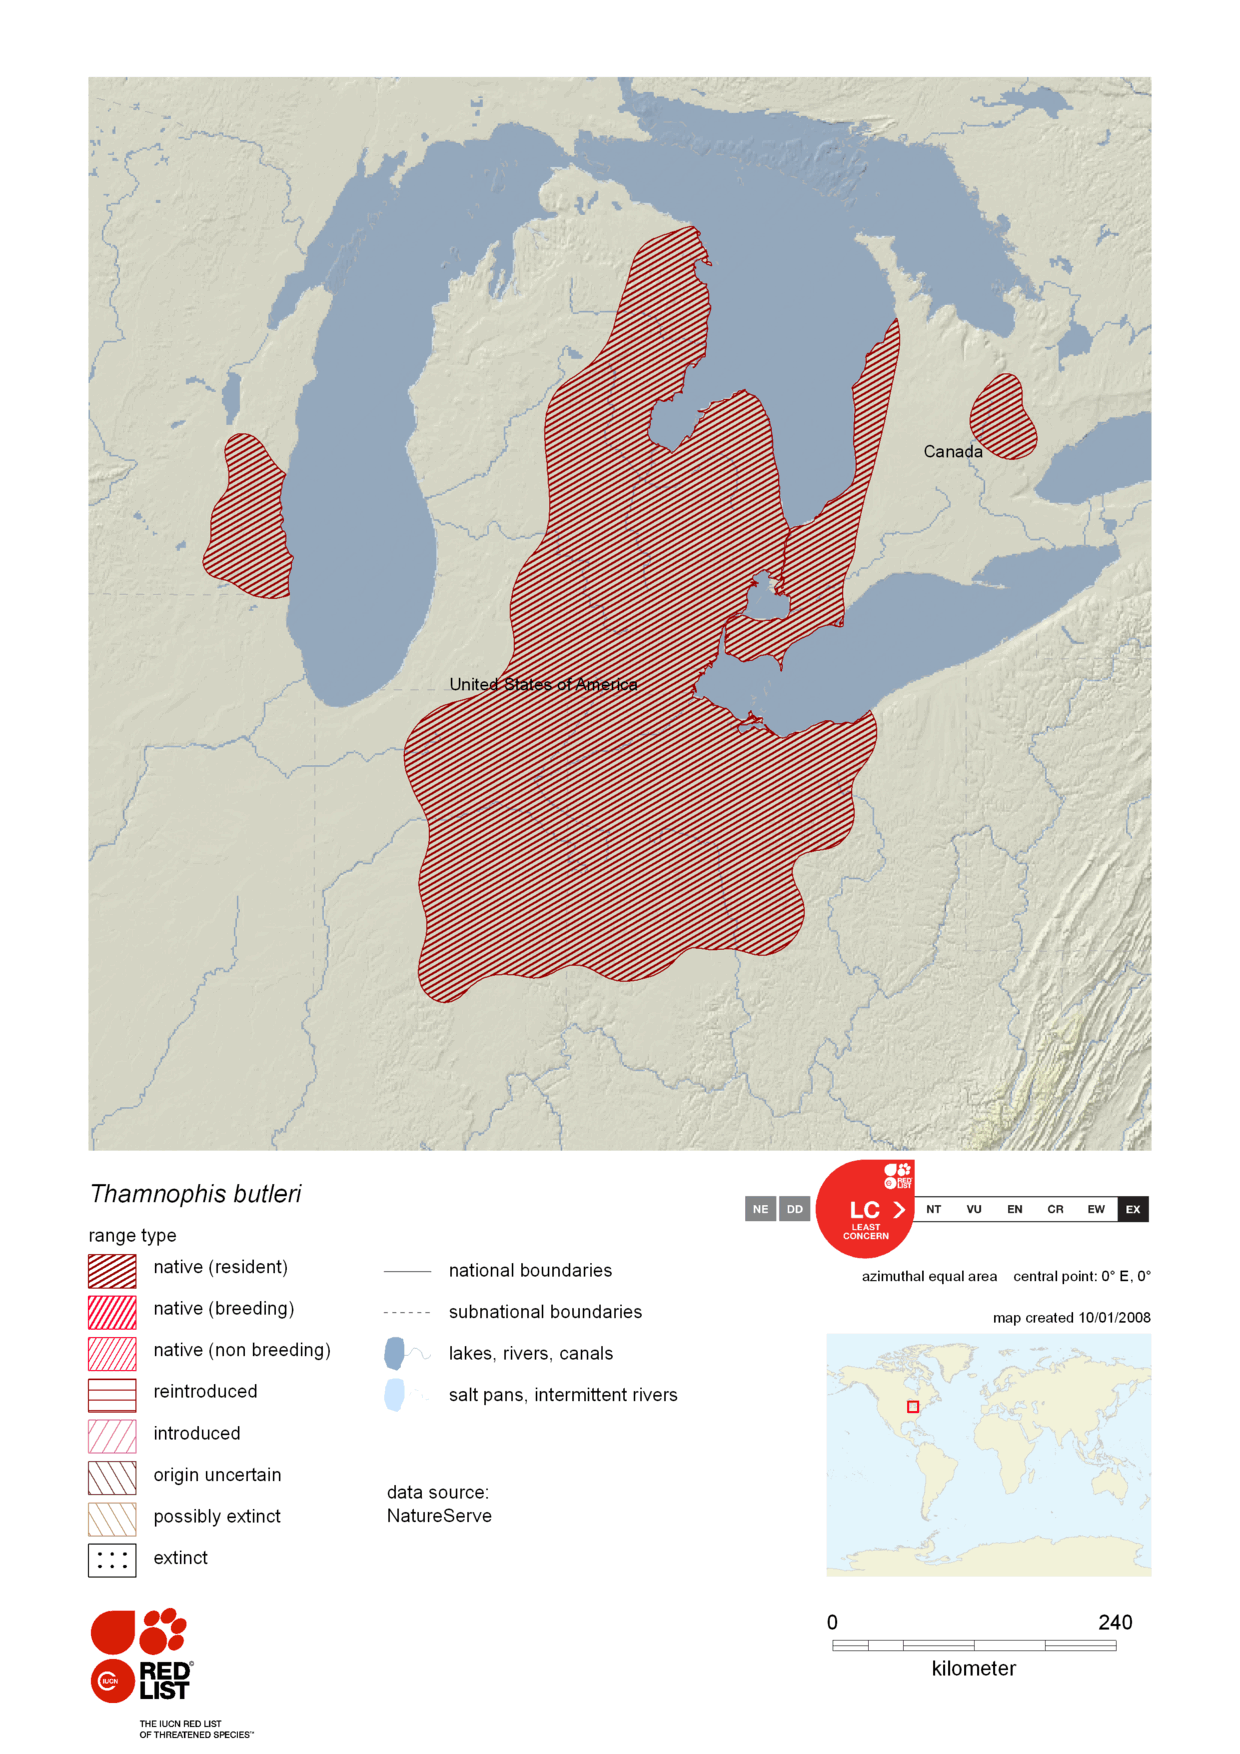 Canada
United States of America
Thamnophis butleri
range type
native (resident)
native (breeding)
native (non breeding)
reintroduced
introduced
origin uncertain
possibly extinct
extinct
national boundaries
subnational boundaries
lakes, rivers, canals
salt pans, intermittent rivers
data source:
NatureServe
NE DD LC NT VU EN CR EW EX
LEAST
CONCERN
RED
LIST
azimuthal equal area central point: 0° E, 0°
map created 10/01/2008
0 240
kilometer
IUCN
RED©
LIST
THE IUCN RED LIST
OF THREATENED SPECIES™